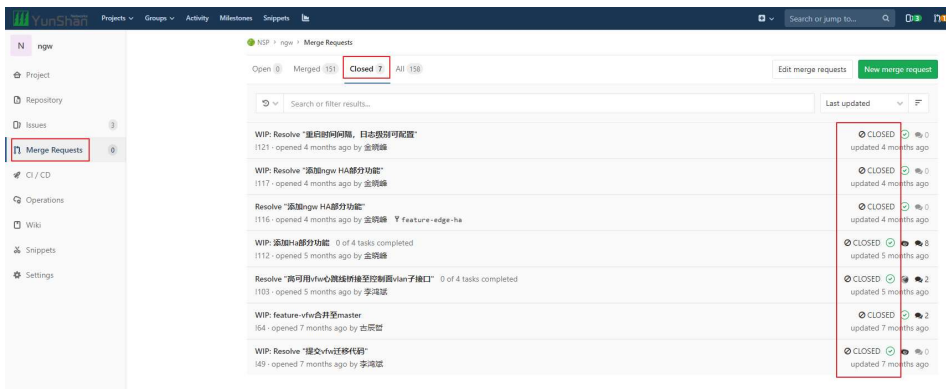 YunShan Projects Groups Activity Milestones Snippets Search or jump to... 3
N ngw
Project
Repository
Issues 3
Merge Requests 0
CI / CD
Operations
Wiki
Snippets
Settings
NSP > ngw > Merge Requests
Open 0 Merged 151 Closed 7 All 158
Edit merge requests New merge request
Search or filter results... Last updated
WIP: Resolve "重启时间间隔，日志级别可配置" CLOSED 0
!121 · opened 4 months ago by 金晓峰 updated 4 months ago
WIP: Resolve "添加ngw HA部分功能" CLOSED 0
!117 · opened 4 months ago by 金晓峰 updated 4 months ago
Resolve "添加ngw HA部分功能" CLOSED 0
!116 · opened 4 months ago by 金晓峰 feature-edge-ha updated 4 months ago
WIP: 添加Ha部分功能 0 of 4 tasks completed CLOSED 8
!112 · opened 5 months ago by 金晓峰 updated 5 months ago
Resolve "高可用vfw心跳线桥接至控制面vlan子接口" 0 of 4 tasks completed CLOSED 2
!103 · opened 5 months ago by 李鸿斌 updated 5 months ago
WIP: feature-vfw合并至master CLOSED 2
!64 · opened 7 months ago by 古辰哲 updated 7 months ago
WIP: Resolve "提交vfw迁移代码" CLOSED 0
!49 · opened 7 months ago by 李鸿斌 updated 7 months ago